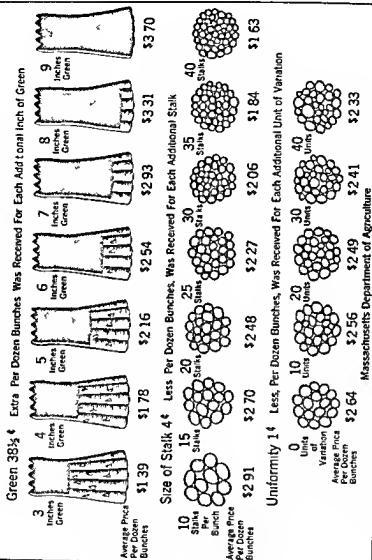 Green 38½ ¢ Extra Per Dozen Bunches Was Received For Each Additional Inch of Green
3 Inches Green
4 Inches Green
5 Inches Green
6 Inches Green
7 Inches Green
8 Inches Green
9 Inches Green
Average Price Per Dozen Bunches
$1 39
$1 78
$2 16
$2 54
$2 93
$3 31
$3 70
Size of Stalk 4 ¢ Less Per Dozen Bunches, Was Received For Each Additional Stalk
10 Stalks Per Bunch
15 Stalks
20 Stalks
25 Stalks
30 Stalks
35 Stalks
40 Stalks
Average Price Per Dozen Bunches
$2 91
$2 70
$2 48
$2 27
$2 06
$1 84
$1 63
Uniformity 1 ¢ Less, Per Dozen Bunches, Was Received For Each Additional Unit of Variation
0 Units of Variation
10 Units
20 Units
30 Units
40 Units
Average Price Per Dozen Bunches
$2 64
$2 56
$2 49
$2 41
$2 33
Massachusetts Department of Agriculture